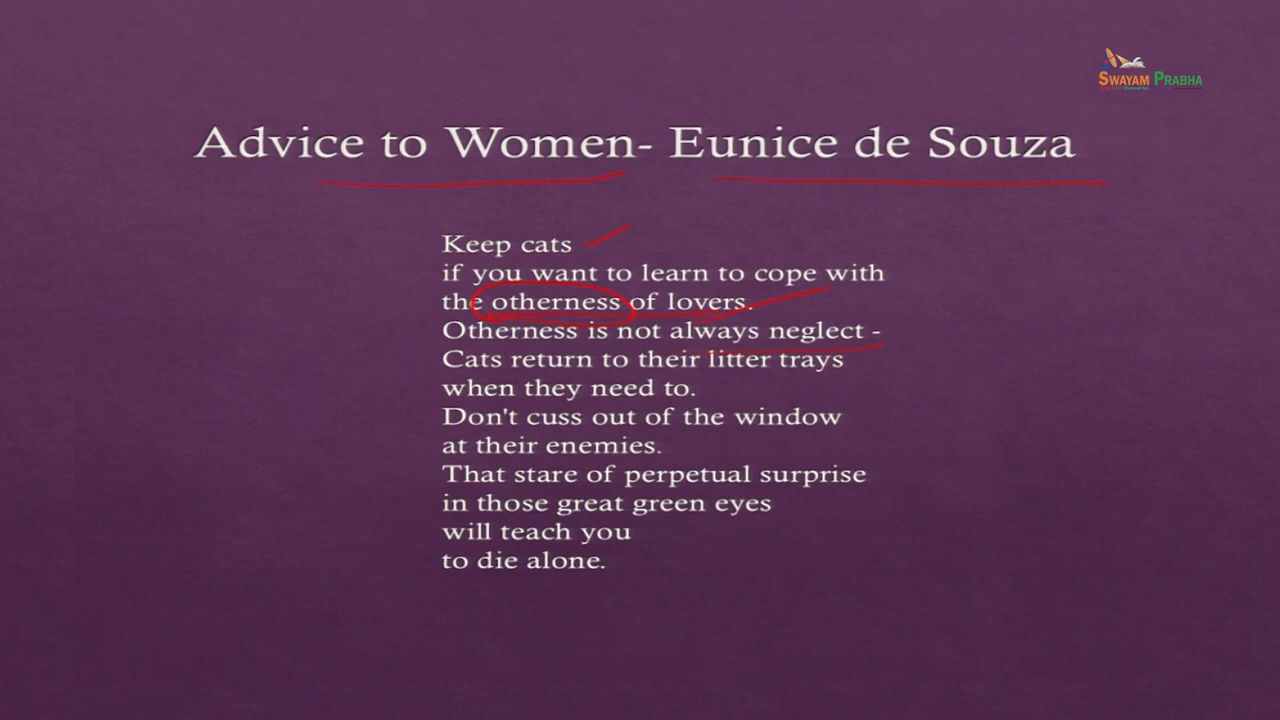 SWAYAM PRABHA
Advice to Women- Eunice de Souza
Keep cats
if you want to learn to cope with
the otherness of lovers.
Otherness is not always neglect -
Cats return to their litter trays
when they need to.
Don't cuss out of the window
at their enemies.
That stare of perpetual surprise
in those great green eyes
will teach you
to die alone.